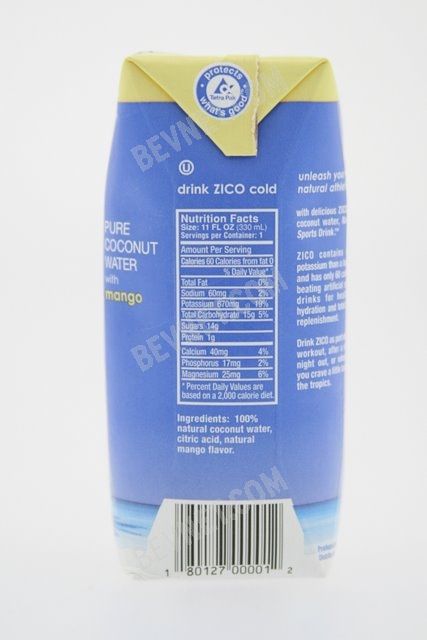 protects
what's good™
Tetra Pak
U
drink ZICO cold
PURE
COCONUT
WATER
with
mango
Nutrition Facts
Size: 11 FL OZ (330 mL)
Servings per Container: 1
Amount Per Serving
Calories 60 Calories from fat 0
% Daily Value*
Total Fat 0%
Sodium 60mg 2%
Potassium 670mg 19%
Total Carbohydrate 15g 5%
Sugars 14g
Protein 1g
Calcium 40mg 4%
Phosphorus 17mg 2%
Magnesium 25mg 6%
* Percent Daily Values are
based on a 2,000 calorie diet.
Ingredients: 100%
natural coconut water,
citric acid, natural
mango flavor.
unleash you
natural
with delicious ZICO
coconut water,
Sports Drink.™
ZICO contains
potassium than a
and has only 60
beating artificial
drinks for
hydration and
replenishment.
Drink ZICO as
workout, after
night out, or
you crave a little
the tropics.
1 80127 00001 2
BEVNET.COM
BEVNET.COM
BEVNET.COM